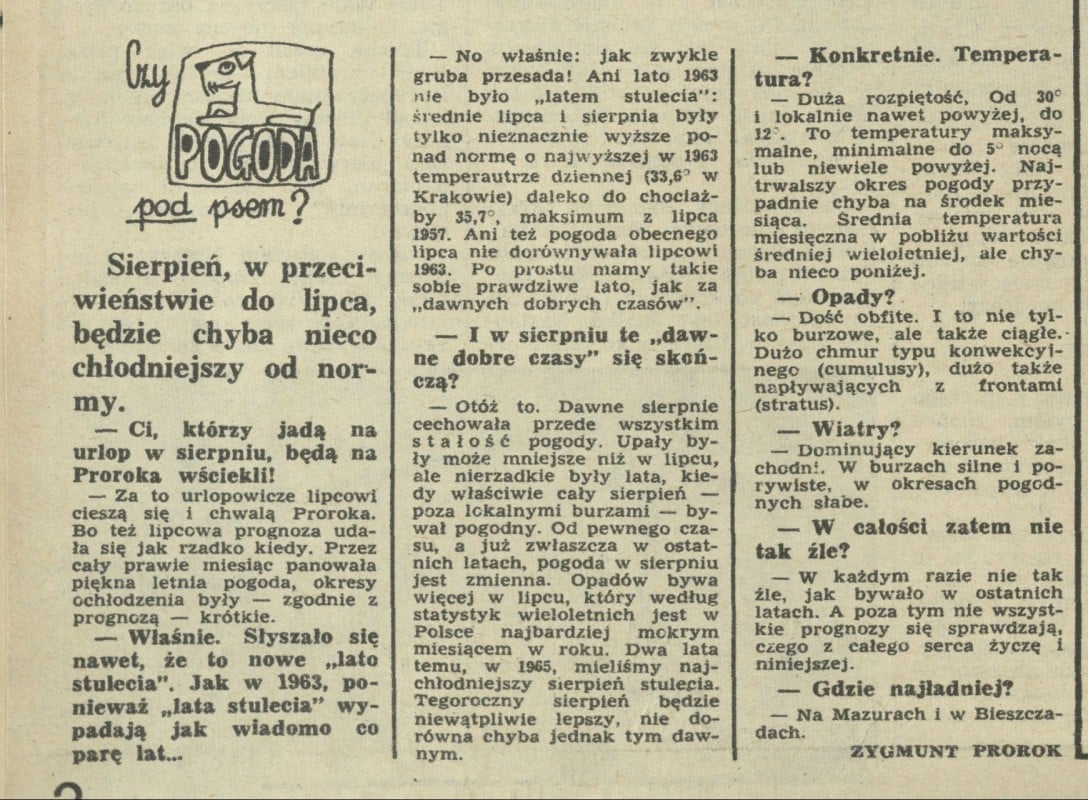 Czy
POGODA
pod psem?
Sierpień, w przeci-
wieństwie do lipca,
będzie chyba nieco
chłodniejszy od nor-
my.
— Ci, którzy jadą na
urlop w sierpniu, będą na
Proroka wściekli!
— Za to urlopowicze lipcowi
cieszą się i chwalą Proroka.
Bo też lipcowa prognoza uda-
ła się jak rzadko kiedy. Przez
cały prawie miesiąc panowała
piękna letnia pogoda, okresy
ochłodzenia były — zgodnie z
prognozą — krótkie.
— Właśnie. Słyszało się
nawet, że to nowe „lato
stulecia”. Jak w 1963, po-
nieważ „lata stulecia” wy-
padają jak wiadomo co
parę lat...
— No właśnie: jak zwykle
gruba przesada! Ani lato 1963
nie było „latem stulecia”:
średnie lipca i sierpnia były
tylko nieznacznie wyższe po-
nad normę o najwyższej w 1963
temperautrze dziennej (33,6° w
Krakowie) daleko do chociaż-
by 35,7°, maksimum z lipca
1957. Ani też pogoda obecnego
lipca nie dorównywała lipcowi
1963. Po prostu mamy takie
sobie prawdziwe lato, jak za
„dawnych dobrych czasów”.
— I w sierpniu te „daw-
ne dobre czasy” się skoń-
czą?
— Otóż to. Dawne sierpnie
cechowała przede wszystkim
stałość pogody. Upały by-
ły może mniejsze niż w lipcu,
ale nierzadkie były lata, kie-
dy właściwie cały sierpień —
poza lokalnymi burzami — by-
wał pogodny. Od pewnego cza-
su, a już zwłaszcza w ostat-
nich latach, pogoda w sierpniu
jest zmienna. Opadów bywa
więcej w lipcu, który według
statystyk wieloletnich jest w
Polsce najbardziej mokrym
miesiącem w roku. Dwa lata
temu, w 1965, mieliśmy naj-
chłodniejszy sierpień stulecia.
Tegoroczny sierpień będzie
niewątpliwie lepszy, nie do-
równa chyba jednak tym daw-
nym.
— Konkretnie. Tempera-
tura?
— Duża rozpiętość, Od 30°
i lokalnie nawet powyżej, do
12°. To temperatury maksy-
malne, minimalne do 5° nocą
lub niewiele powyżej. Naj-
trwalszy okres pogody przy-
padnie chyba na środek mie-
siąca. Średnia temperatura
miesięczna w pobliżu wartości
średniej wieloletniej, ale chy-
ba nieco poniżej.
— Opady?
— Dość obfite. I to nie tyl-
ko burzowe, ale także ciągłe.
Dużo chmur typu konwekcyj-
nego (cumulusy), dużo także
napływających z frontami
(stratus).
— Wiatry?
— Dominujący kierunek za-
chodni. W burzach silne i po-
rywiste, w okresach pogod-
nych słabe.
— W całości zatem nie
tak źle?
— W każdym razie nie tak
źle, jak bywało w ostatnich
latach. A poza tym nie wszyst-
kie prognozy się sprawdzają,
czego z całego serca życzę i
niniejszej.
— Gdzie najładniej?
— Na Mazurach i w Bieszcza-
dach.
ZYGMUNT PROROK